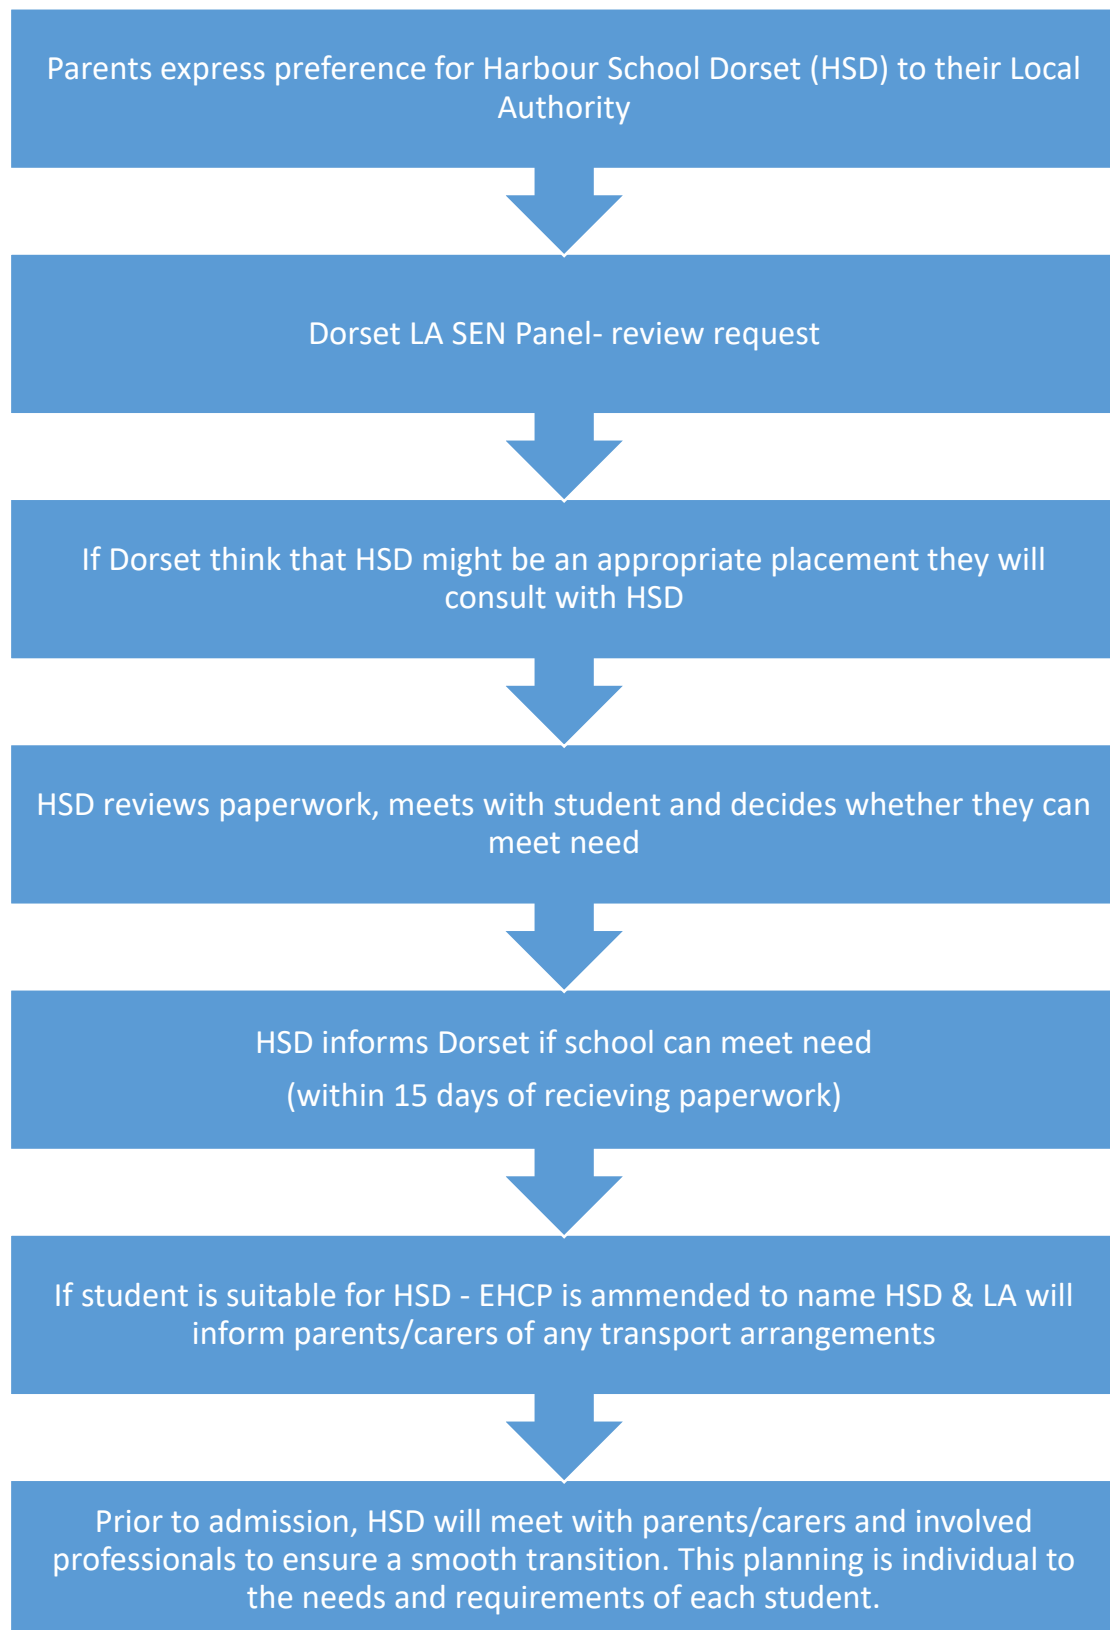 Parents express preference for Harbour School Dorset (HSD) to their Local
Authority
Dorset LA SEN Panel- review request
If Dorset think that HSD might be an appropriate placement they will
consult with HSD
HSD reviews paperwork, meets with student and decides whether they can
meet need
HSD informs Dorset if school can meet need
(within 15 days of recieving paperwork)
If student is suitable for HSD - EHCP is ammended to name HSD & LA will
inform parents/carers of any transport arrangements
Prior to admission, HSD will meet with parents/carers and involved
professionals to ensure a smooth transition. This planning is individual to
the needs and requirements of each student.